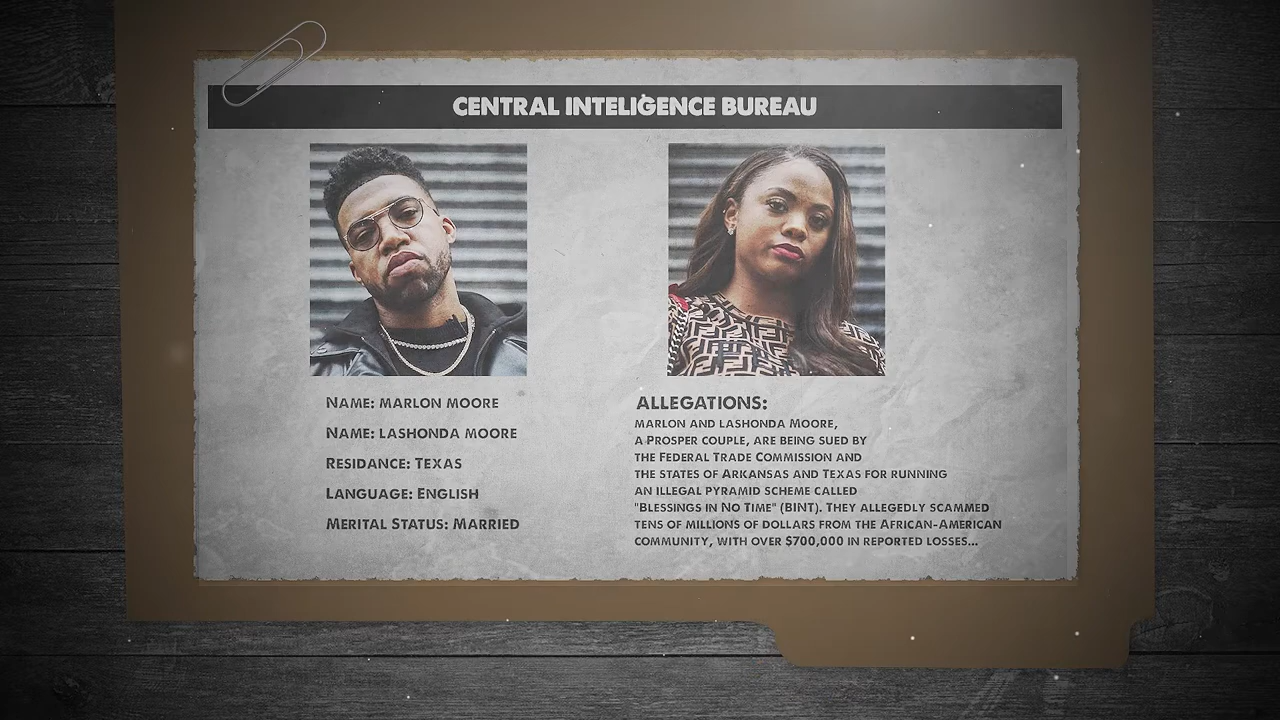 CENTRAL INTELIGENCE BUREAU
NAME: MARLON MOORE
NAME: LASHONDA MOORE
RESIDANCE: TEXAS
LANGUAGE: ENGLISH
MERITAL STATUS: MARRIED
ALLEGATIONS:
MARLON AND LASHONDA MOORE,
A PROSPER COUPLE, ARE BEING SUED BY
THE FEDERAL TRADE COMMISSION AND
THE STATES OF ARKANSAS AND TEXAS FOR RUNNING
AN ILLEGAL PYRAMID SCHEME CALLED
"BLESSINGS IN NO TIME" (BINT). THEY ALLEGEDLY SCAMMED
TENS OF MILLIONS OF DOLLARS FROM THE AFRICAN-AMERICAN
COMMUNITY, WITH OVER $700,000 IN REPORTED LOSSES...